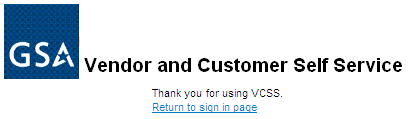 GSA
Vendor and Customer Self Service
Thank you for using VCSS.
Return to sign in page